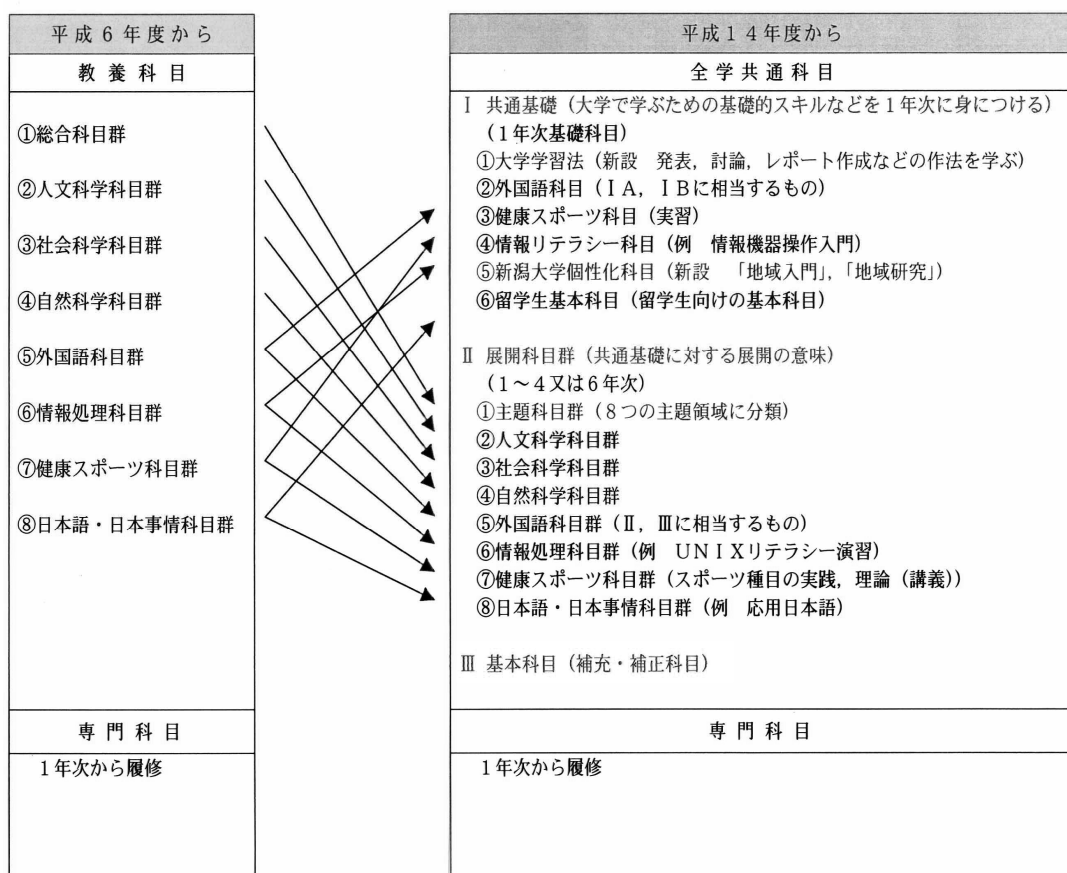 平成６年度から
教養科目
①総合科目群
②人文科学科目群
③社会科学科目群
④自然科学科目群
⑤外国語科目群
⑥情報処理科目群
⑦健康スポーツ科目群
⑧日本語・日本事情科目群
専門科目
１年次から履修
平成１４年度から
全学共通科目
Ⅰ 共通基礎（大学で学ぶための基礎的スキルなどを１年次に身につける）
（１年次基礎科目）
①大学学習法（新設　発表，討論，レポート作成などの作法を学ぶ）
②外国語科目（ⅠＡ，ⅠＢに相当するもの）
③健康スポーツ科目（実習）
④情報リテラシー科目（例　情報機器操作入門）
⑤新潟大学個性化科目（新設　「地域入門」，「地域研究」）
⑥留学生基本科目（留学生向けの基本科目）
Ⅱ 展開科目群（共通基礎に対する展開の意味）
（１～４又は６年次）
①主題科目群（８つの主題領域に分類）
②人文科学科目群
③社会科学科目群
④自然科学科目群
⑤外国語科目群（Ⅱ，Ⅲに相当するもの）
⑥情報処理科目群（例　ＵＮＩＸリテラシー演習）
⑦健康スポーツ科目群（スポーツ種目の実践，理論（講義））
⑧日本語・日本事情科目群（例　応用日本語）
Ⅲ 基本科目（補充・補正科目）
専門科目
１年次から履修